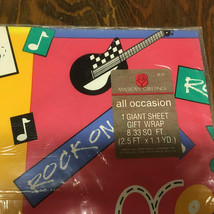 AMERICAN GREETINGS
all occasion
1 GIANT SHEET
GIFT WRAP
8.33 SQ. FT.
(2.5 FT. x 1.1 YD.)
ROCK ON
ROCK